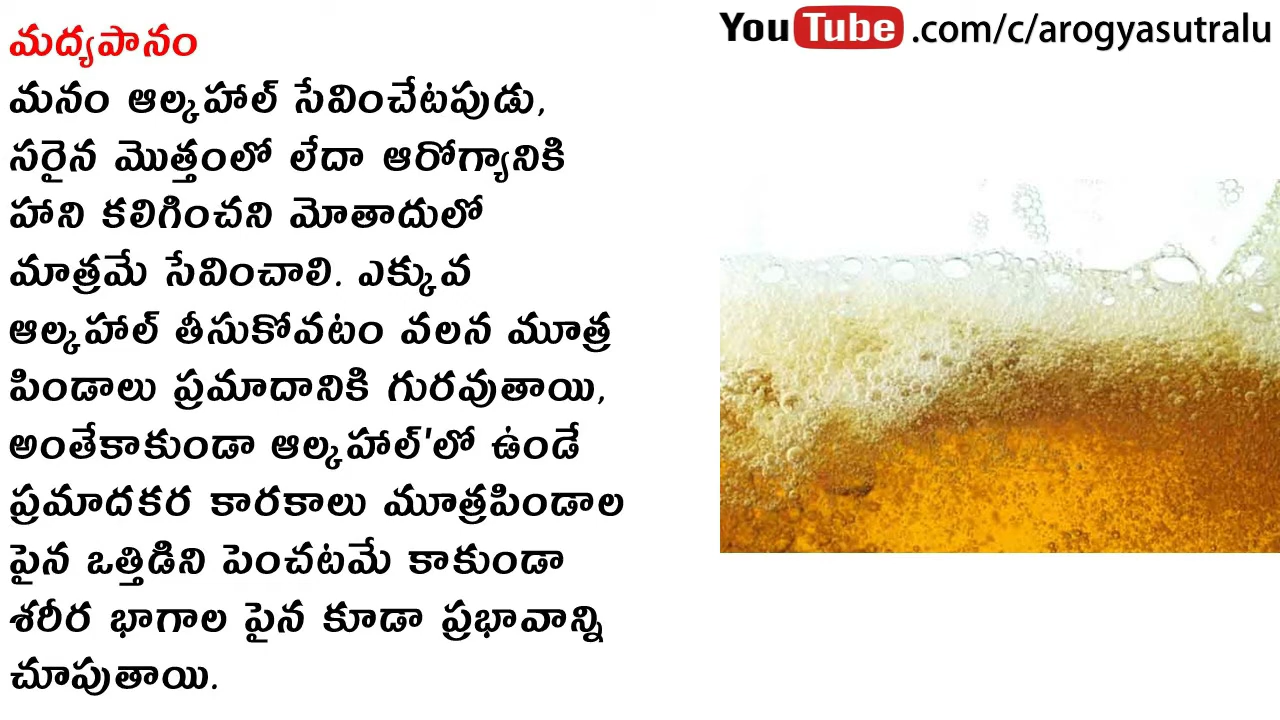 మద్యపానం
YouTube.com/c/arogyasutralu
మనం ఆల్కహాల్ సేవించేటపుడు,
సరైన మొత్తంలో లేదా ఆరోగ్యానికి
హాని కలిగించని మోతాదులో
మాత్రమే సేవించాలి. ఎక్కువ
ఆల్కహాల్ తీసుకోవటం వలన మూత్ర
పిండాలు ప్రమాదానికి గురవుతాయి,
అంతేకాకుండా ఆల్కహాల్'లో ఉండే
ప్రమాదకర కారకాలు మూత్రపిండాల
పైన ఒత్తిడిని పెంచటమే కాకుండా
శరీర భాగాల పైన కూడా ప్రభావాన్ని
చూపుతాయి.